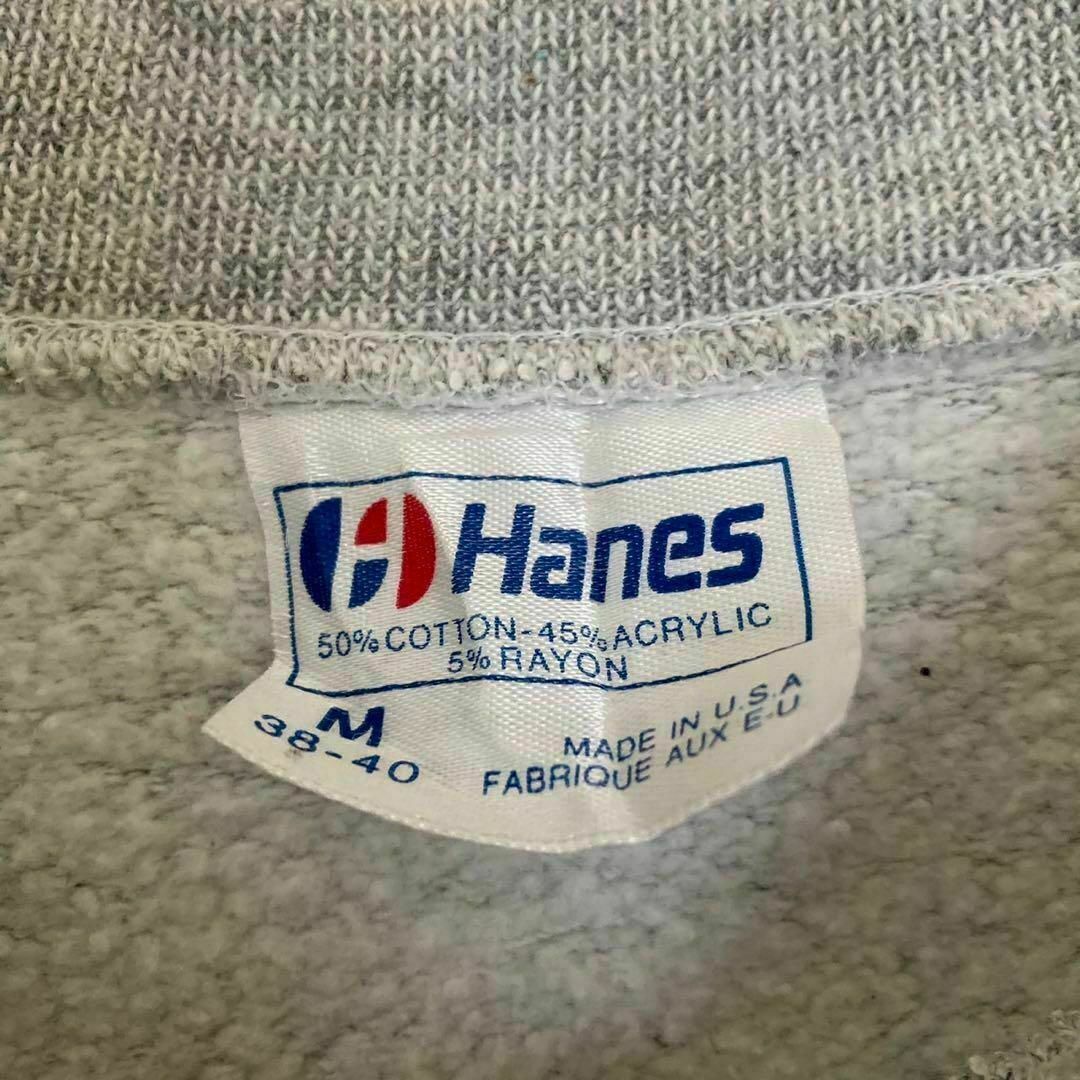 Hanes
50% COTTON-45% ACRYLIC
5% RAYON
M
38-40
MADE IN U.S.A
FABRIQUE AUX E-U